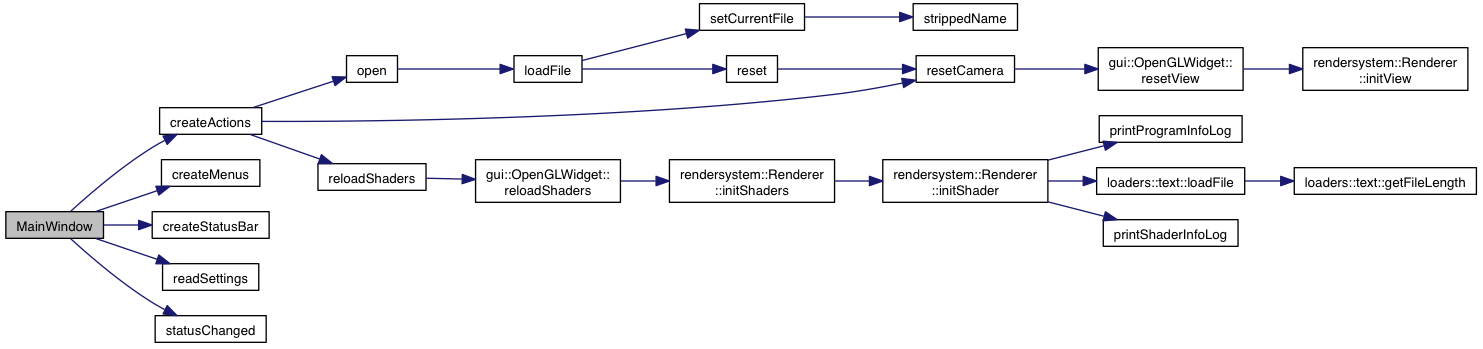 setCurrentFile
strippedName
open
loadFile
reset
resetCamera
gui::OpenGLWidget::
resetView
rendersystem::Renderer
::initView
createActions
printProgramInfoLog
createMenus
reloadShaders
gui::OpenGLWidget::
reloadShaders
rendersystem::Renderer
::initShaders
rendersystem::Renderer
::initShader
loaders::text::loadFile
loaders::text::getFileLength
MainWindow
createStatusBar
printShaderInfoLog
readSettings
statusChanged